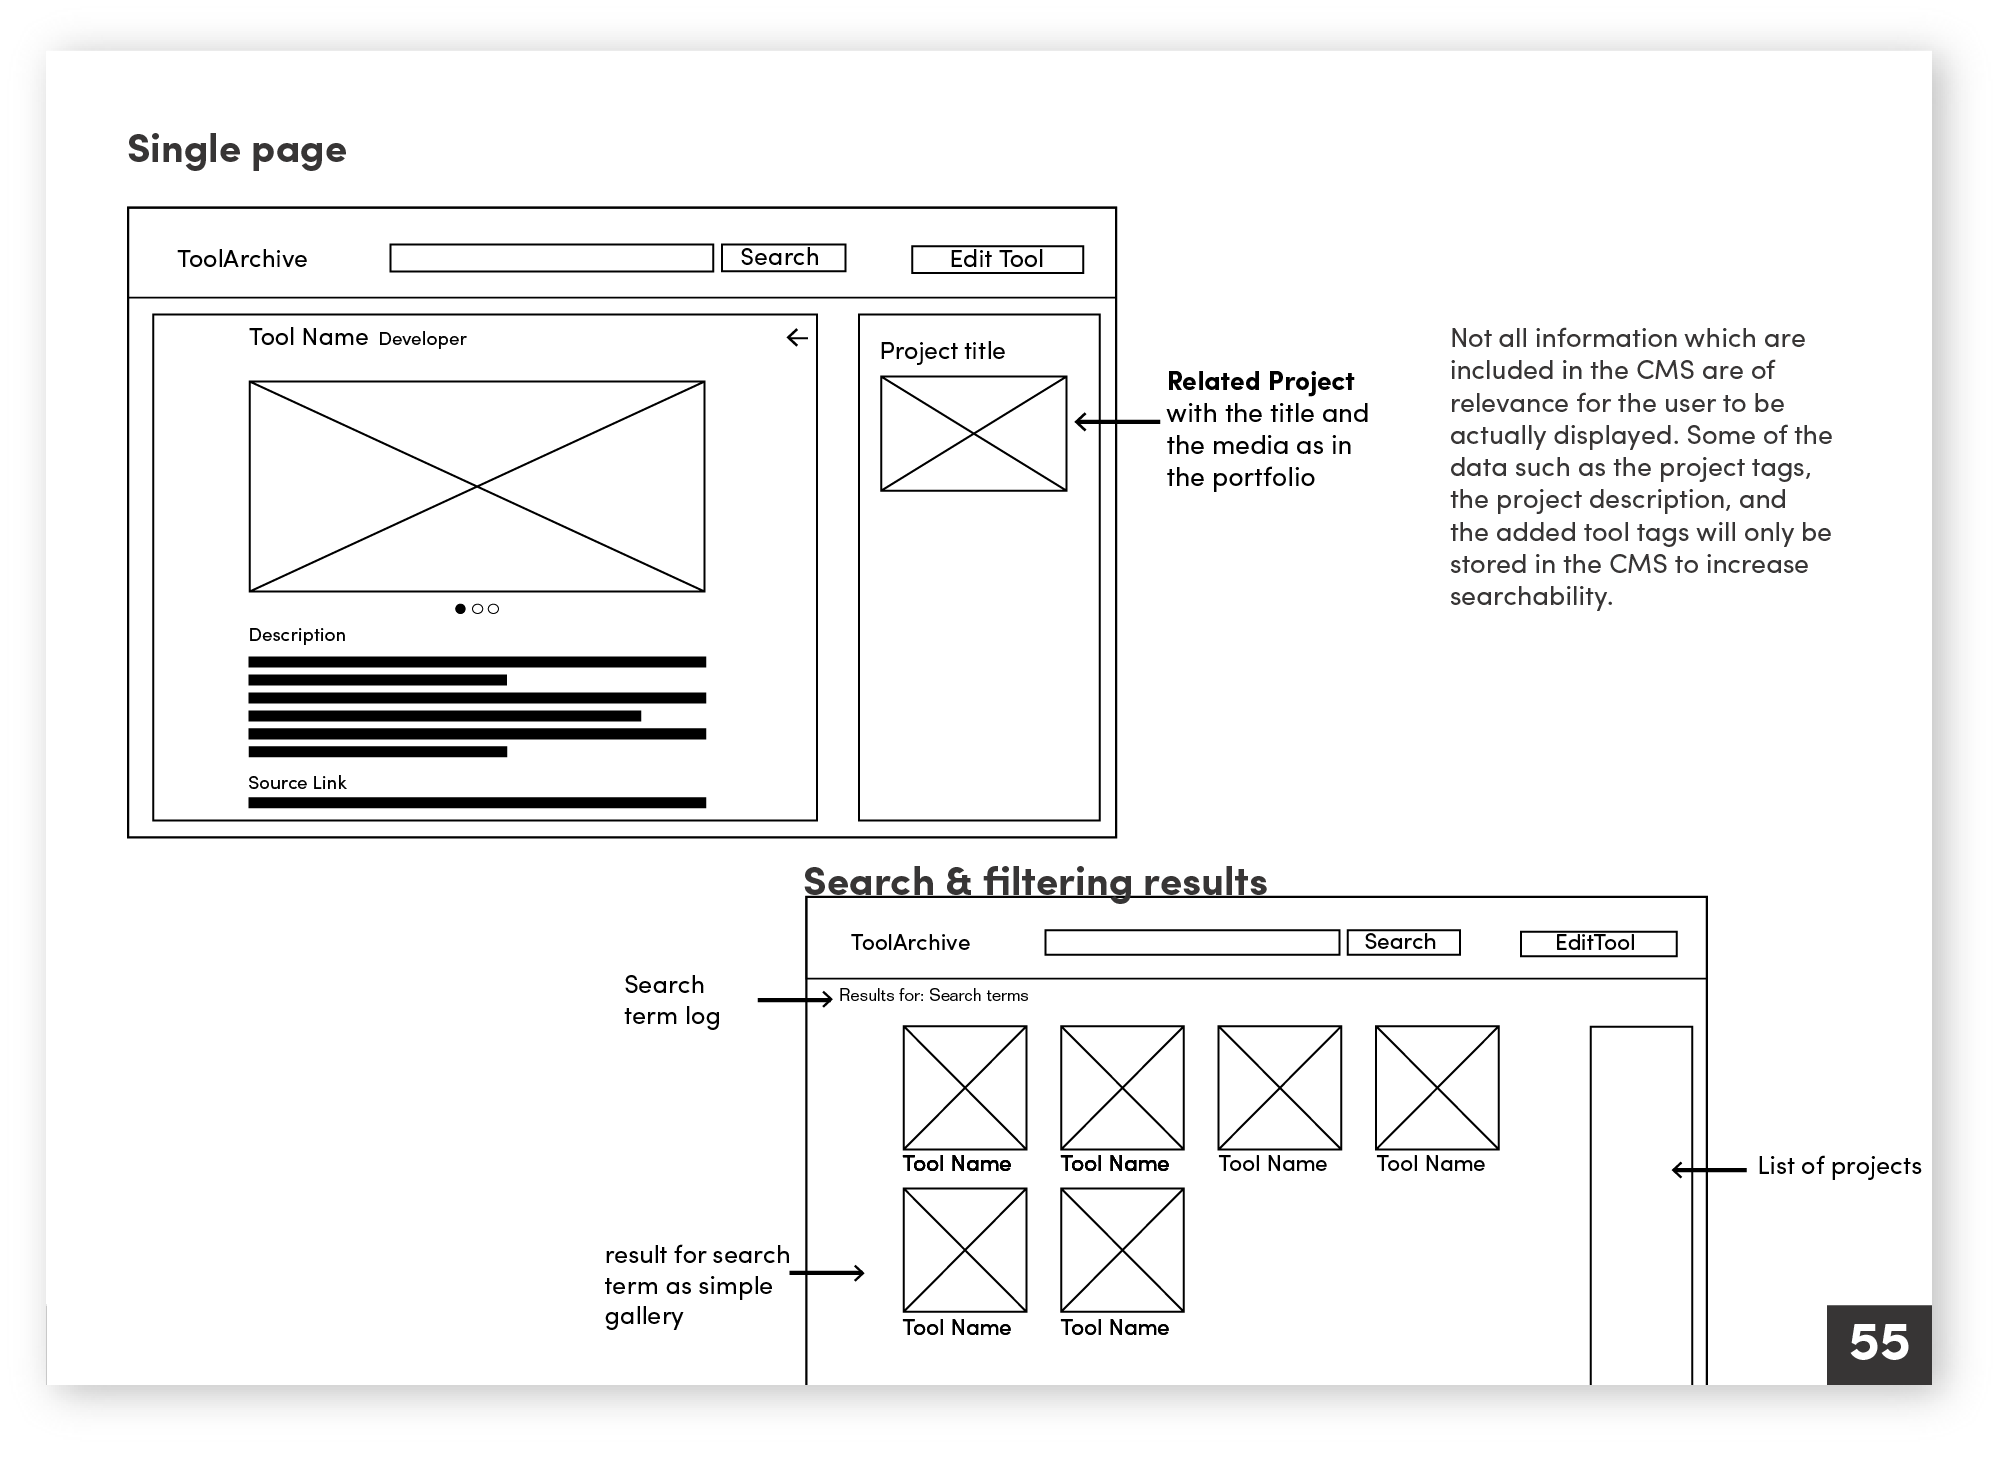 Single page
ToolArchive
Search
Edit Tool
Tool Name Developer
Description
Source Link
Project title
Related Project
with the title and
the media as in
the portfolio
Not all information which are
included in the CMS are of
relevance for the user to be
actually displayed. Some of the
data such as the project tags,
the project description, and
the added tool tags will only be
stored in the CMS to increase
searchability.
Search & filtering results
ToolArchive
Search
EditTool
Search
term log
Results for: Search terms
Tool Name
Tool Name
Tool Name
Tool Name
List of projects
result for search
term as simple
gallery
Tool Name
Tool Name
55